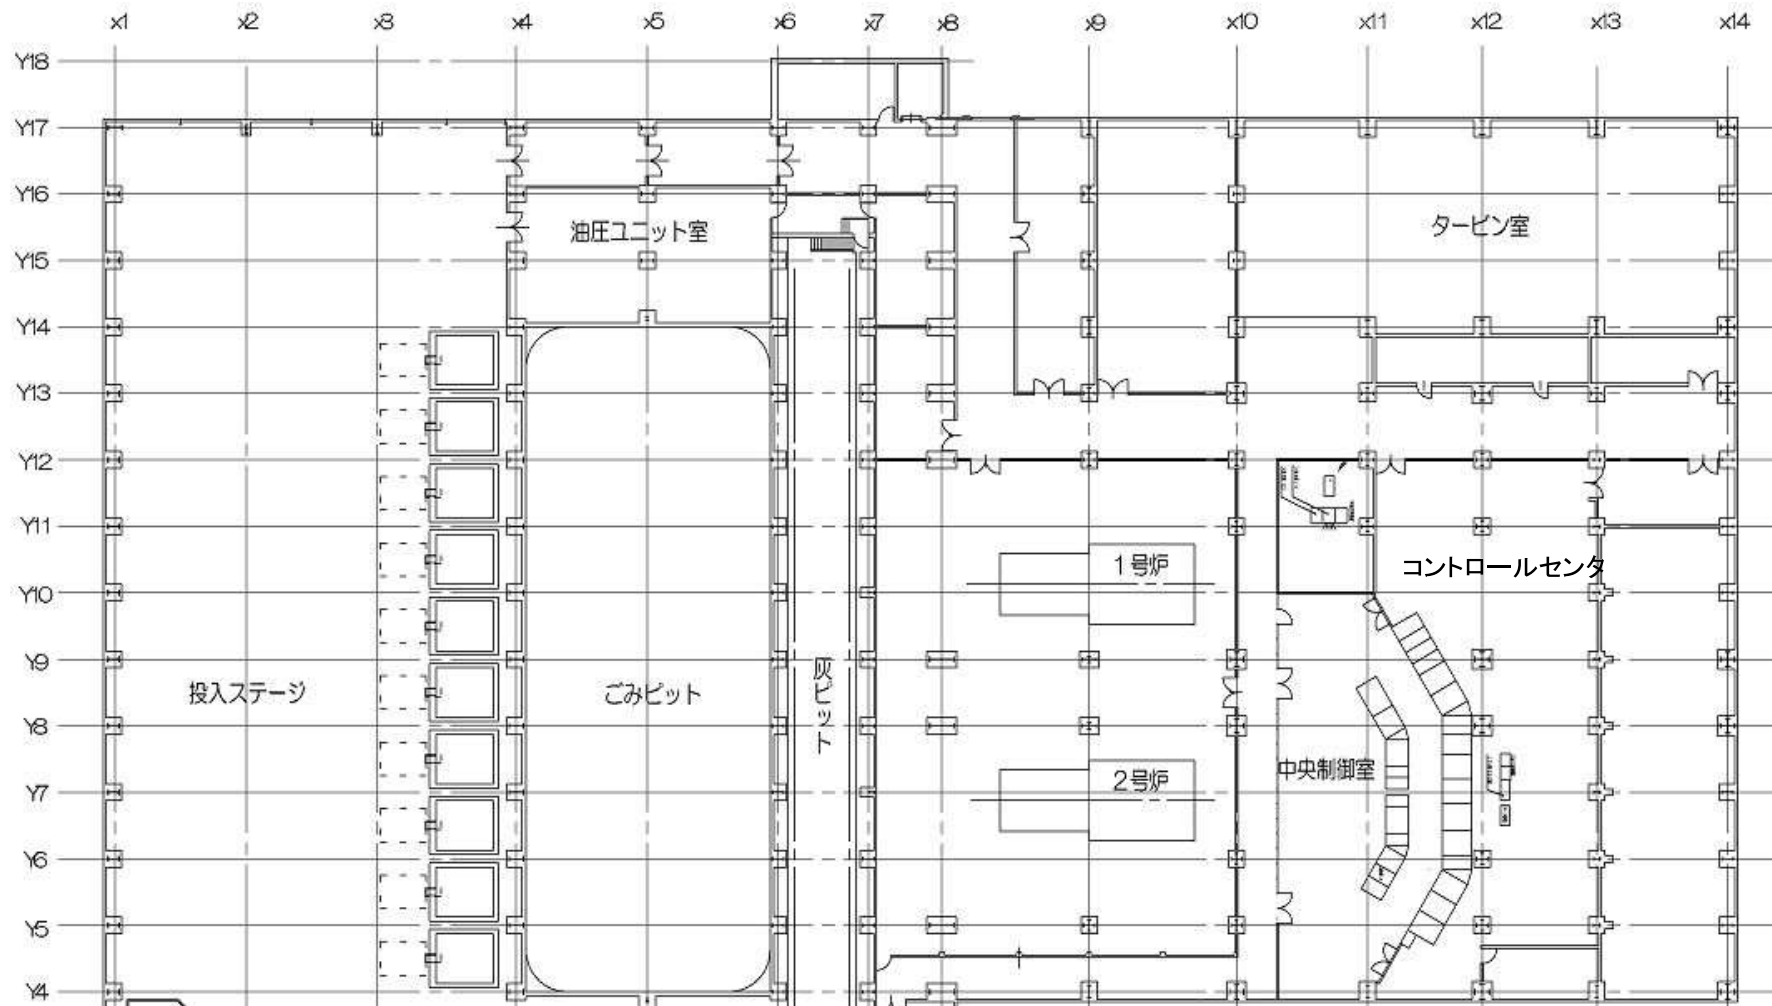 x1 x2 x3 x4 x5 x6 x7 x8 x9 x10 x11 x12 x13 x14
Y18
Y17
Y16
油圧ユニット室
タービン室
Y15
Y14
Y13
Y12
Y11
1号炉
コントロールセンタ
Y10
Y9
投入ステージ
ごみピット
灰ピット
Y8
中央制御室
2号炉
Y7
Y6
Y5
Y4